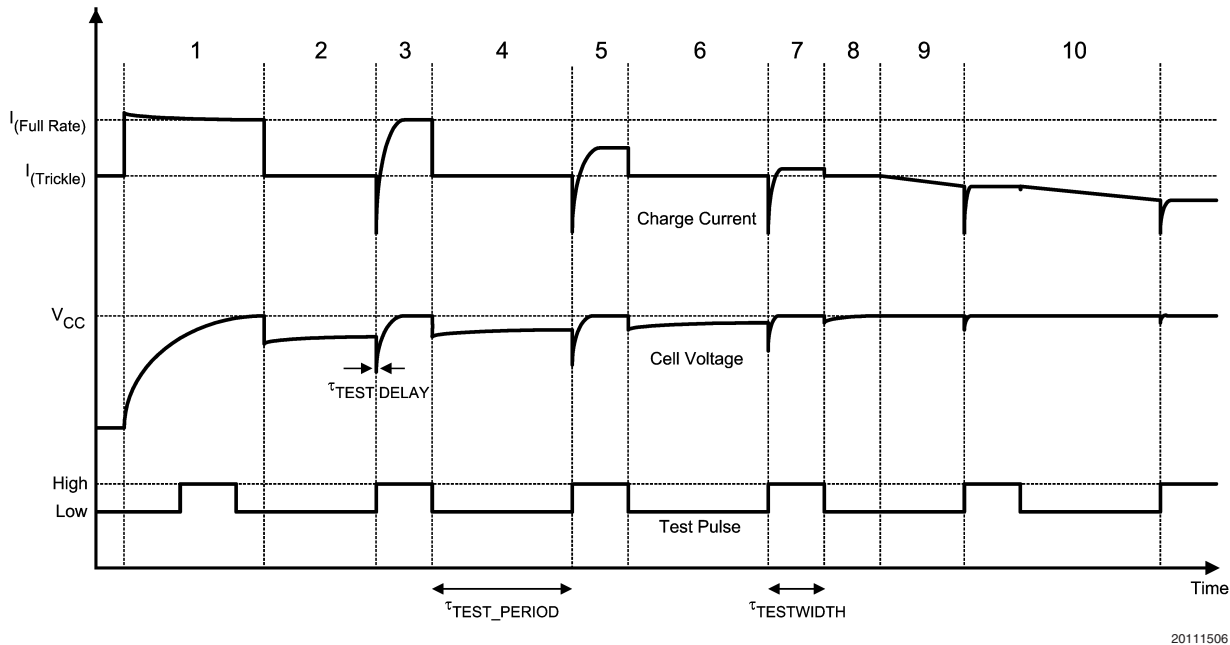 1 2 3 4 5 6 7 8 9 10
I(Full Rate)
I(Trickle)
Charge Current
VCC
Cell Voltage
τTEST DELAY
High
Low
Test Pulse
Time
τTEST_PERIOD τTESTWIDTH
20111506